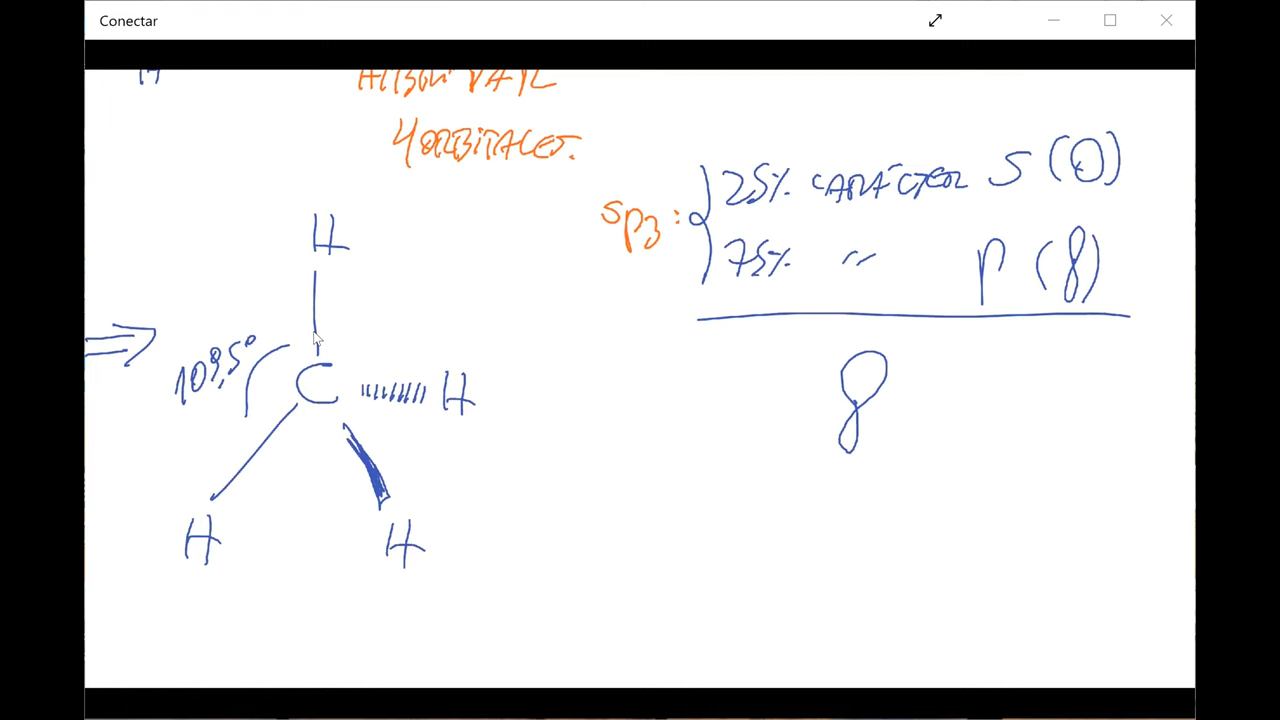 Conectar
4 ORBITALES.
sp3: 25% CARÁCTER S ( )
75% " p ( )
H
109,5°
C H
H H